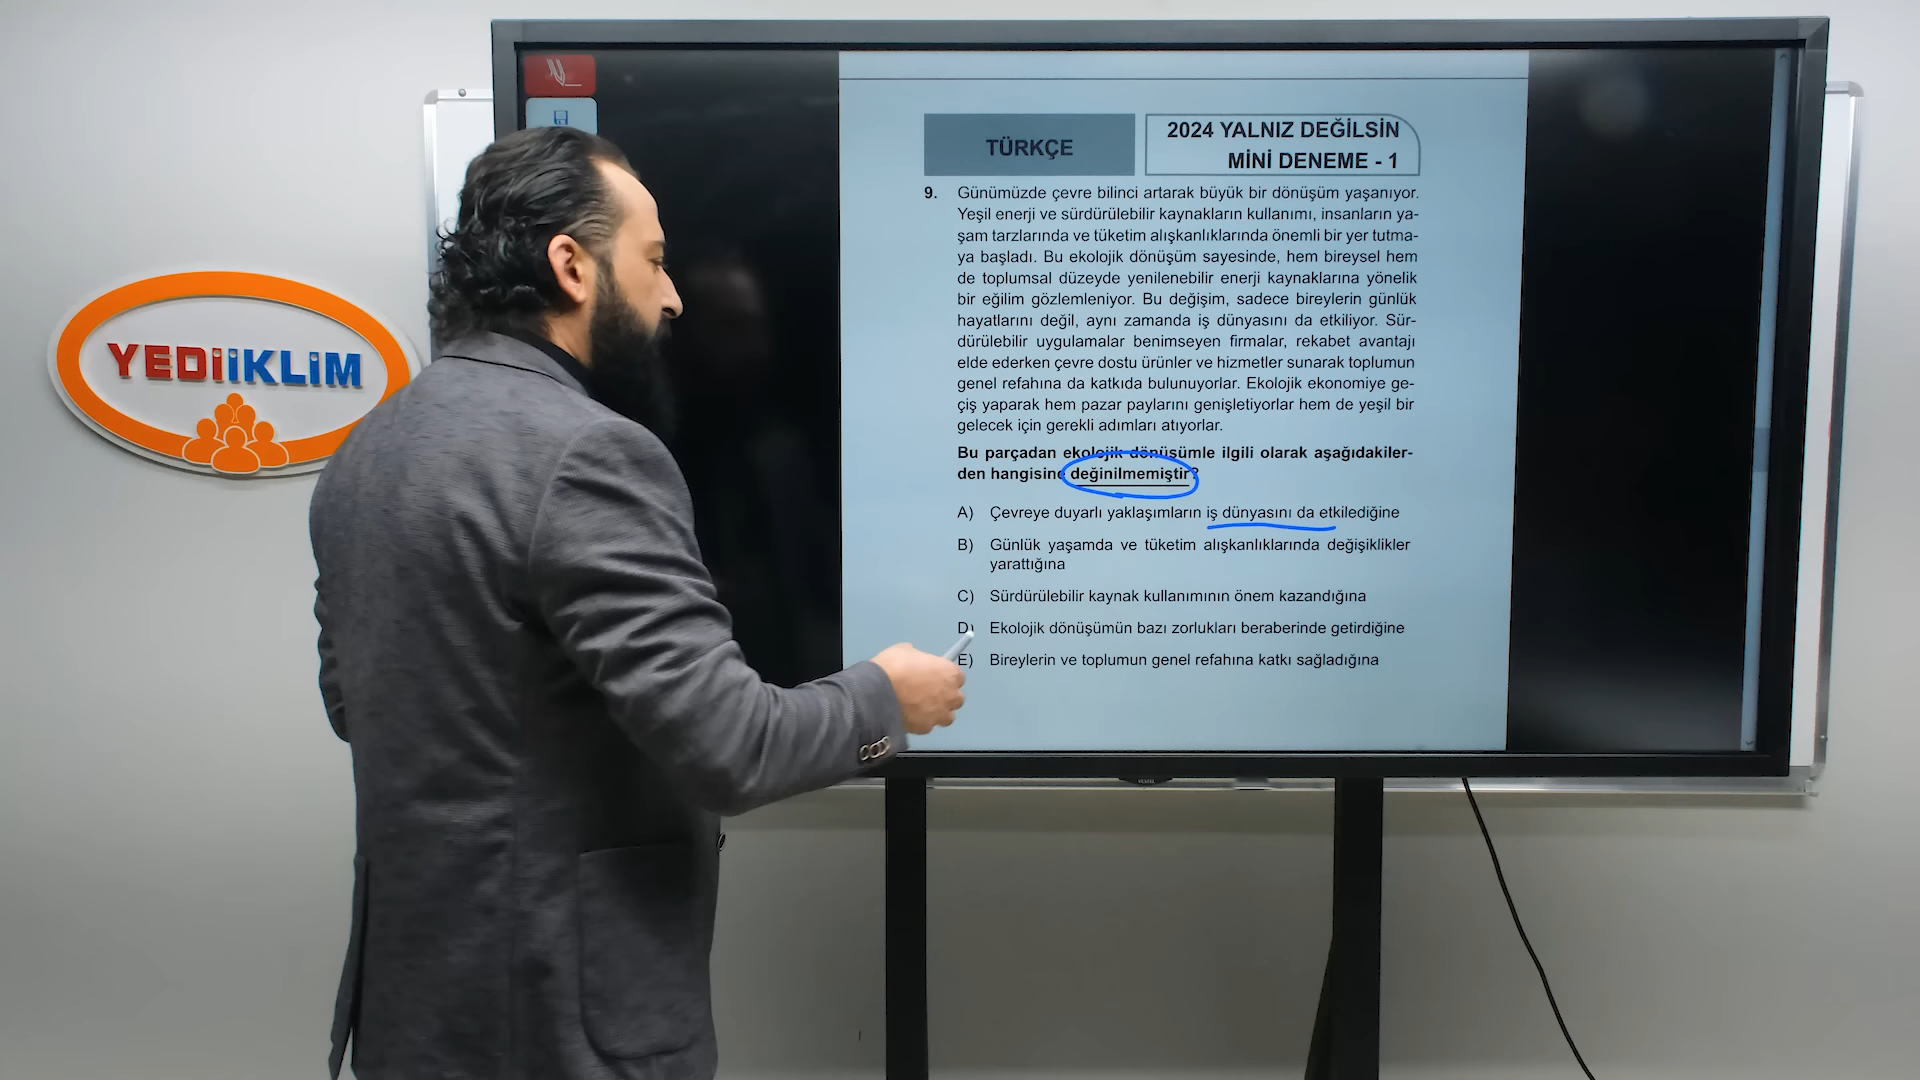 YEDİİKLİM
TÜRKÇE
2024 YALNIZ DEĞİLSİN
MİNİ DENEME - 1
9. Günümüzde çevre bilinci artarak büyük bir dönüşüm yaşanıyor.
Yeşil enerji ve sürdürülebilir kaynakların kullanımı, insanların ya-
şam tarzlarında ve tüketim alışkanlıklarında önemli bir yer tutma-
ya başladı. Bu ekolojik dönüşüm sayesinde, hem bireysel hem
de toplumsal düzeyde yenilenebilir enerji kaynaklarına yönelik
bir eğilim gözlemleniyor. Bu değişim, sadece bireylerin günlük
hayatlarını değil, aynı zamanda iş dünyasını da etkiliyor. Sür-
dürülebilir uygulamalar benimseyen firmalar, rekabet avantajı
elde ederken çevre dostu ürünler ve hizmetler sunarak toplumun
genel refahına da katkıda bulunuyorlar. Ekolojik ekonomiye ge-
çiş yaparak hem pazar paylarını genişletiyorlar hem de yeşil bir
gelecek için gerekli adımları atıyorlar.
Bu parçadan ekolojik dönüşümle ilgili olarak aşağıdakiler-
den hangisine değinilmemiştir?
A) Çevreye duyarlı yaklaşımların iş dünyasını da etkilediğine
B) Günlük yaşamda ve tüketim alışkanlıklarında değişiklikler
yarattığına
C) Sürdürülebilir kaynak kullanımının önem kazandığına
D) Ekolojik dönüşümün bazı zorlukları beraberinde getirdiğine
E) Bireylerin ve toplumun genel refahına katkı sağladığına